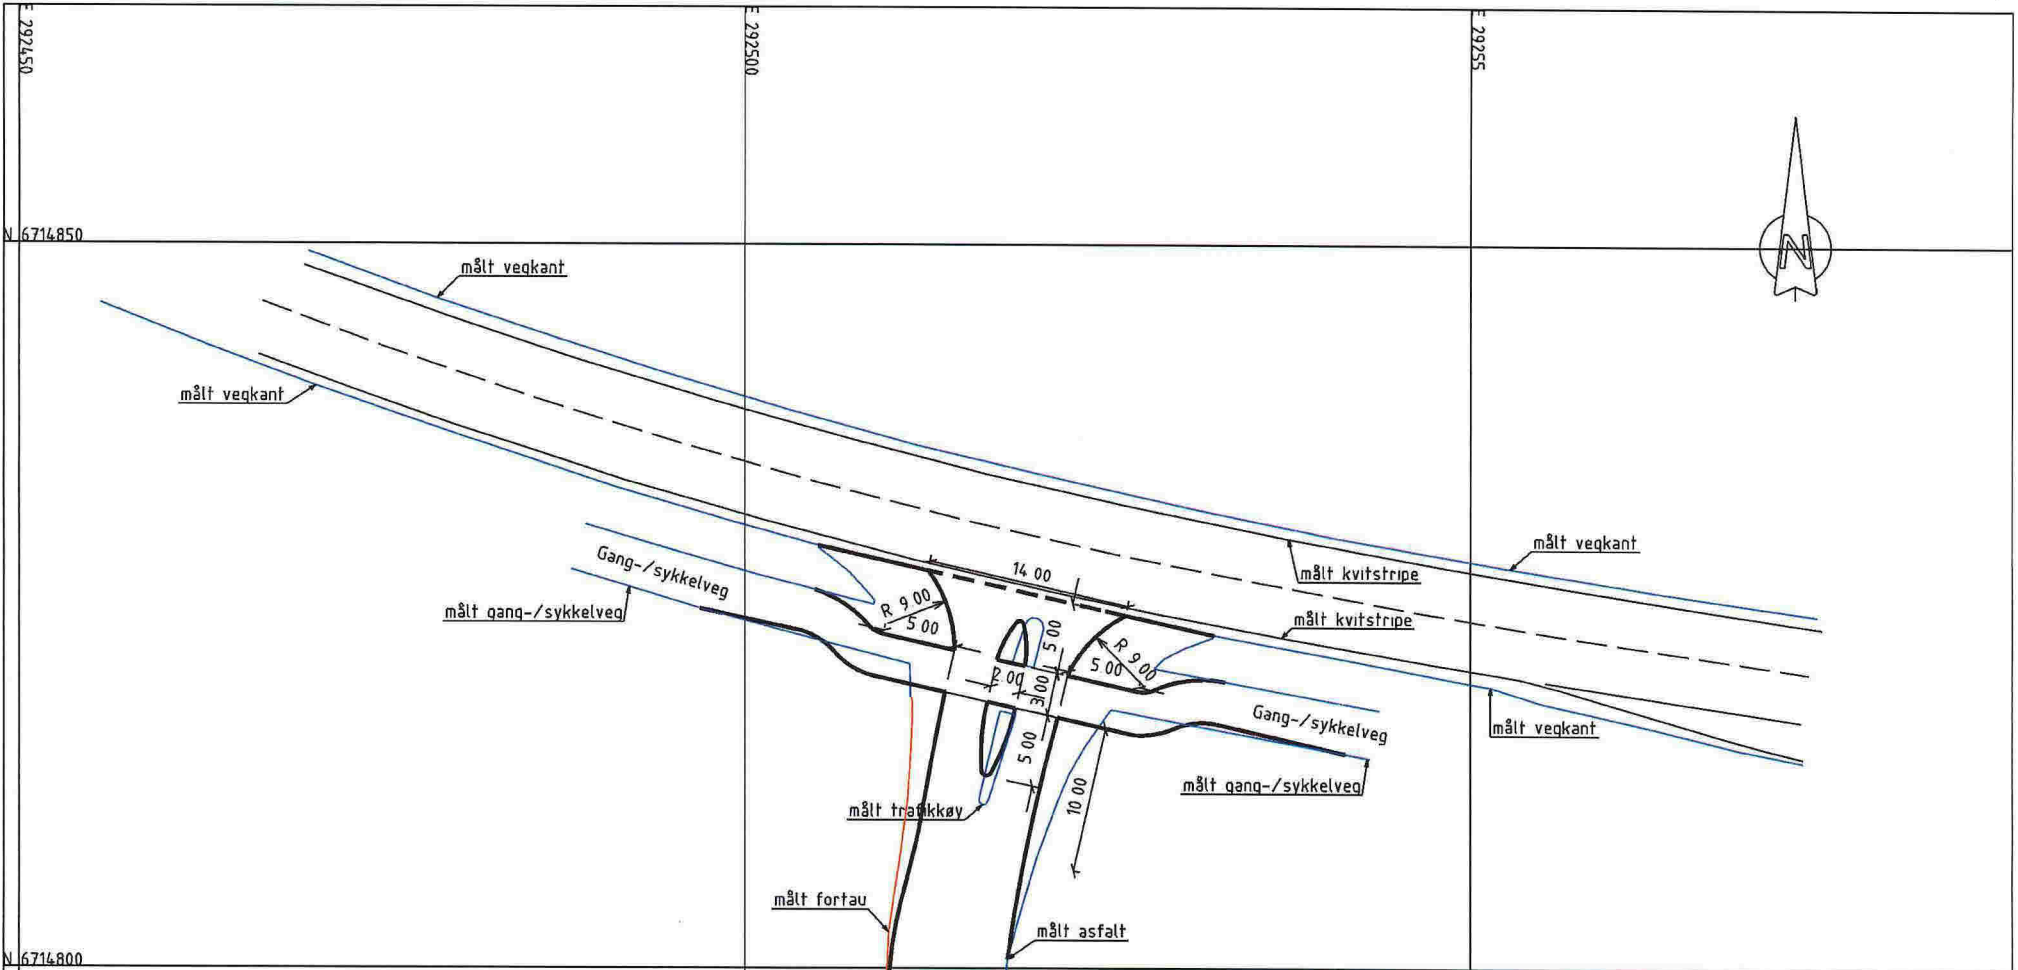 E 292450
E 292500
E 29255
N 6714850
N
målt vegkant
målt vegkant
målt vegkant
målt kvitstripe
målt kvitstripe
14 00
Gang-/sykkelveg
R 9.00
5 00
målt gang-/sykkelveg
5 00
5 00
R 9 00
2.00
3.00
Gang-/sykkelveg
målt vegkant
5 00
10 00
målt gang-/sykkelveg
målt trafikkøy
målt fortau
målt asfalt
N 6714800